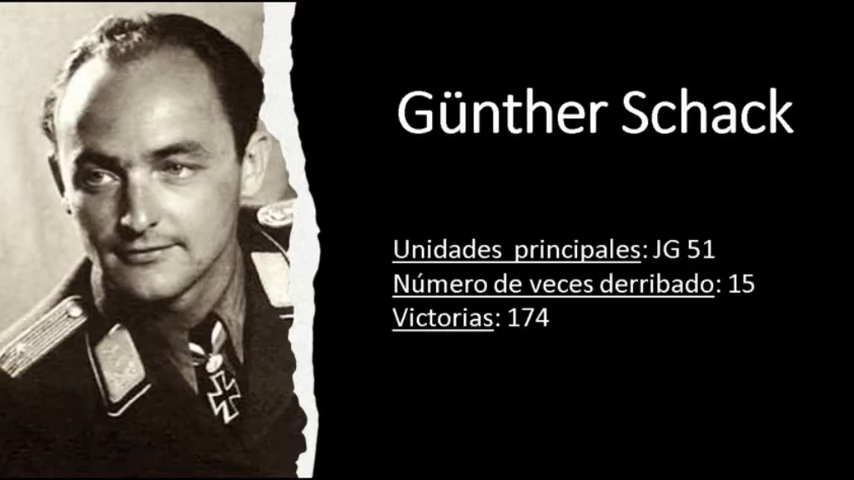 Günther Schack
Unidades principales: JG 51
Número de veces derribado: 15
Victorias: 174